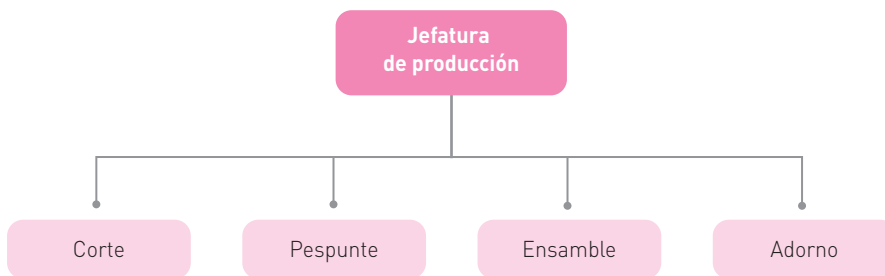 Jefatura
de producción
Corte
Pespunte
Ensamble
Adorno